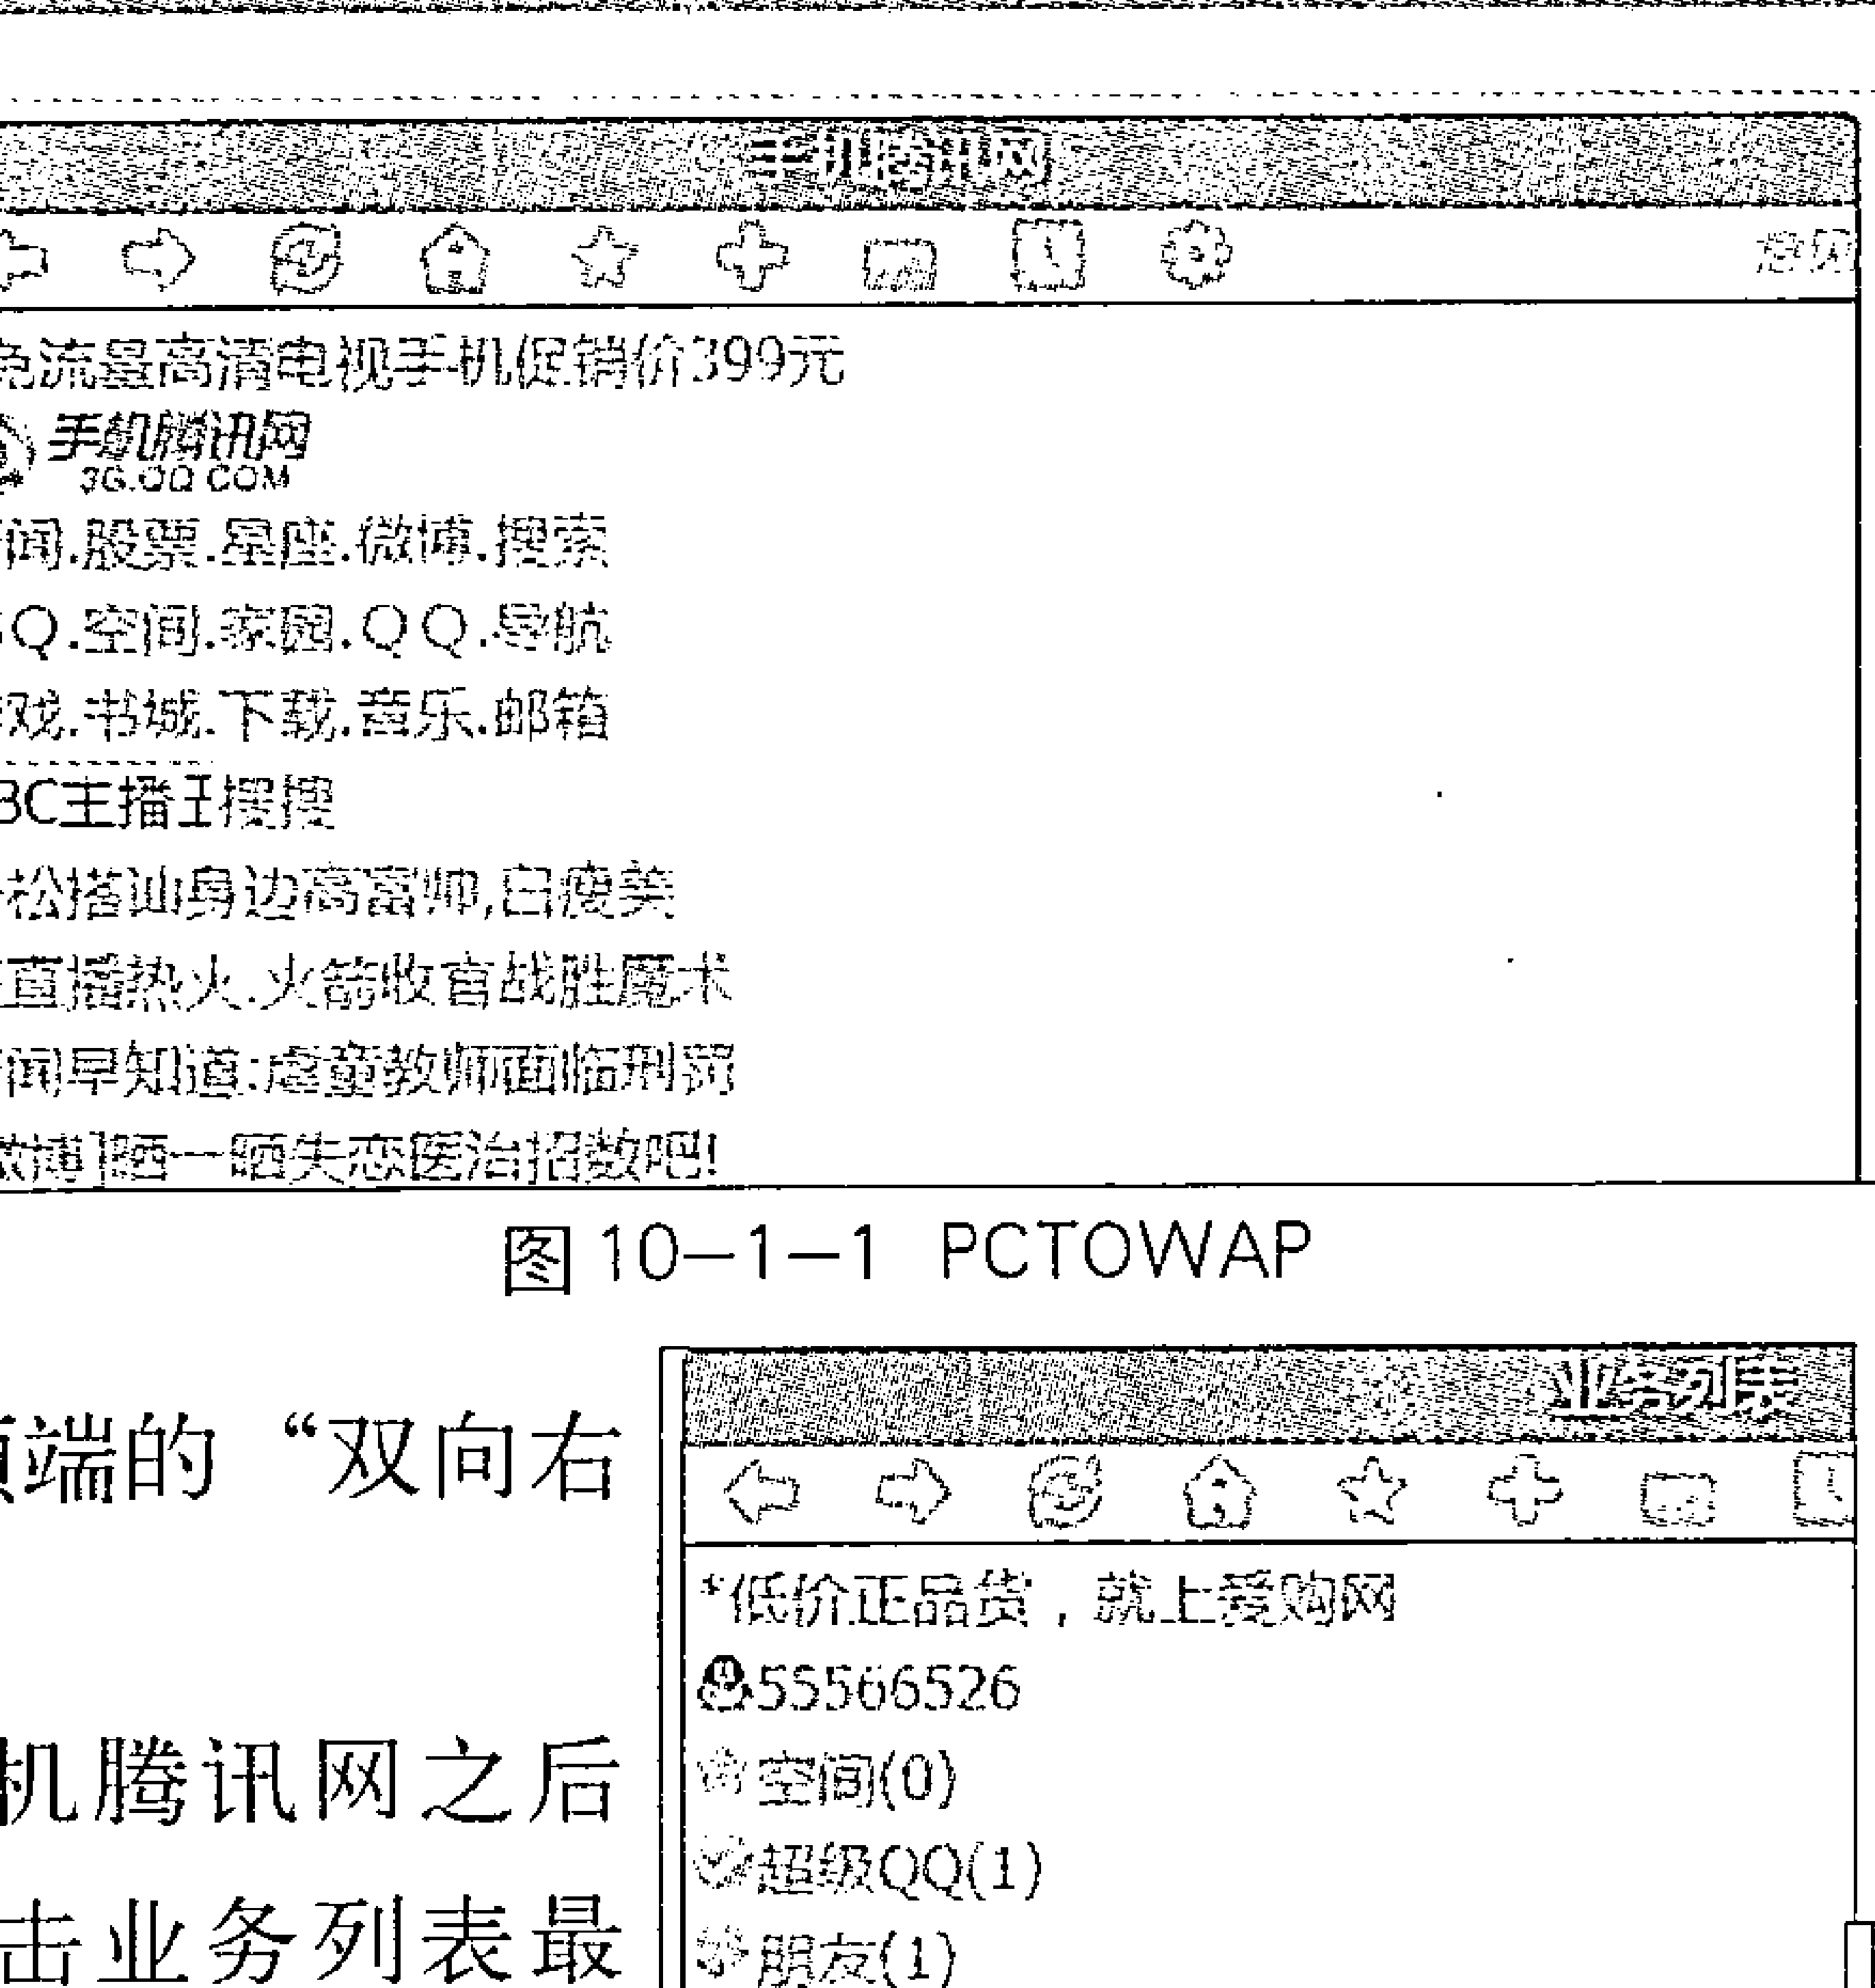 手机腾讯网
免流量高清电视手机促销价399元
手机腾讯网
3G.QQ.COM
闻.股票.星座.微博.搜索
Q.空间.家园.QQ.导航
戏.书城.下载.音乐.邮箱
BC主播王搜搜
松搭讪身边高富帅,白瘦美
直播热火.火箭收官战胜魔术
闻早知道:虐童教师面临刑罚
微博]晒一晒失恋医治招数吧!
图10-1-1 PCTOWAP
端的“双向右
机腾讯网之后
击业务列表最
业务列表
*低价正品货，就上爱购网
55566526
空间(0)
超级QQ(1)
朋友(1)